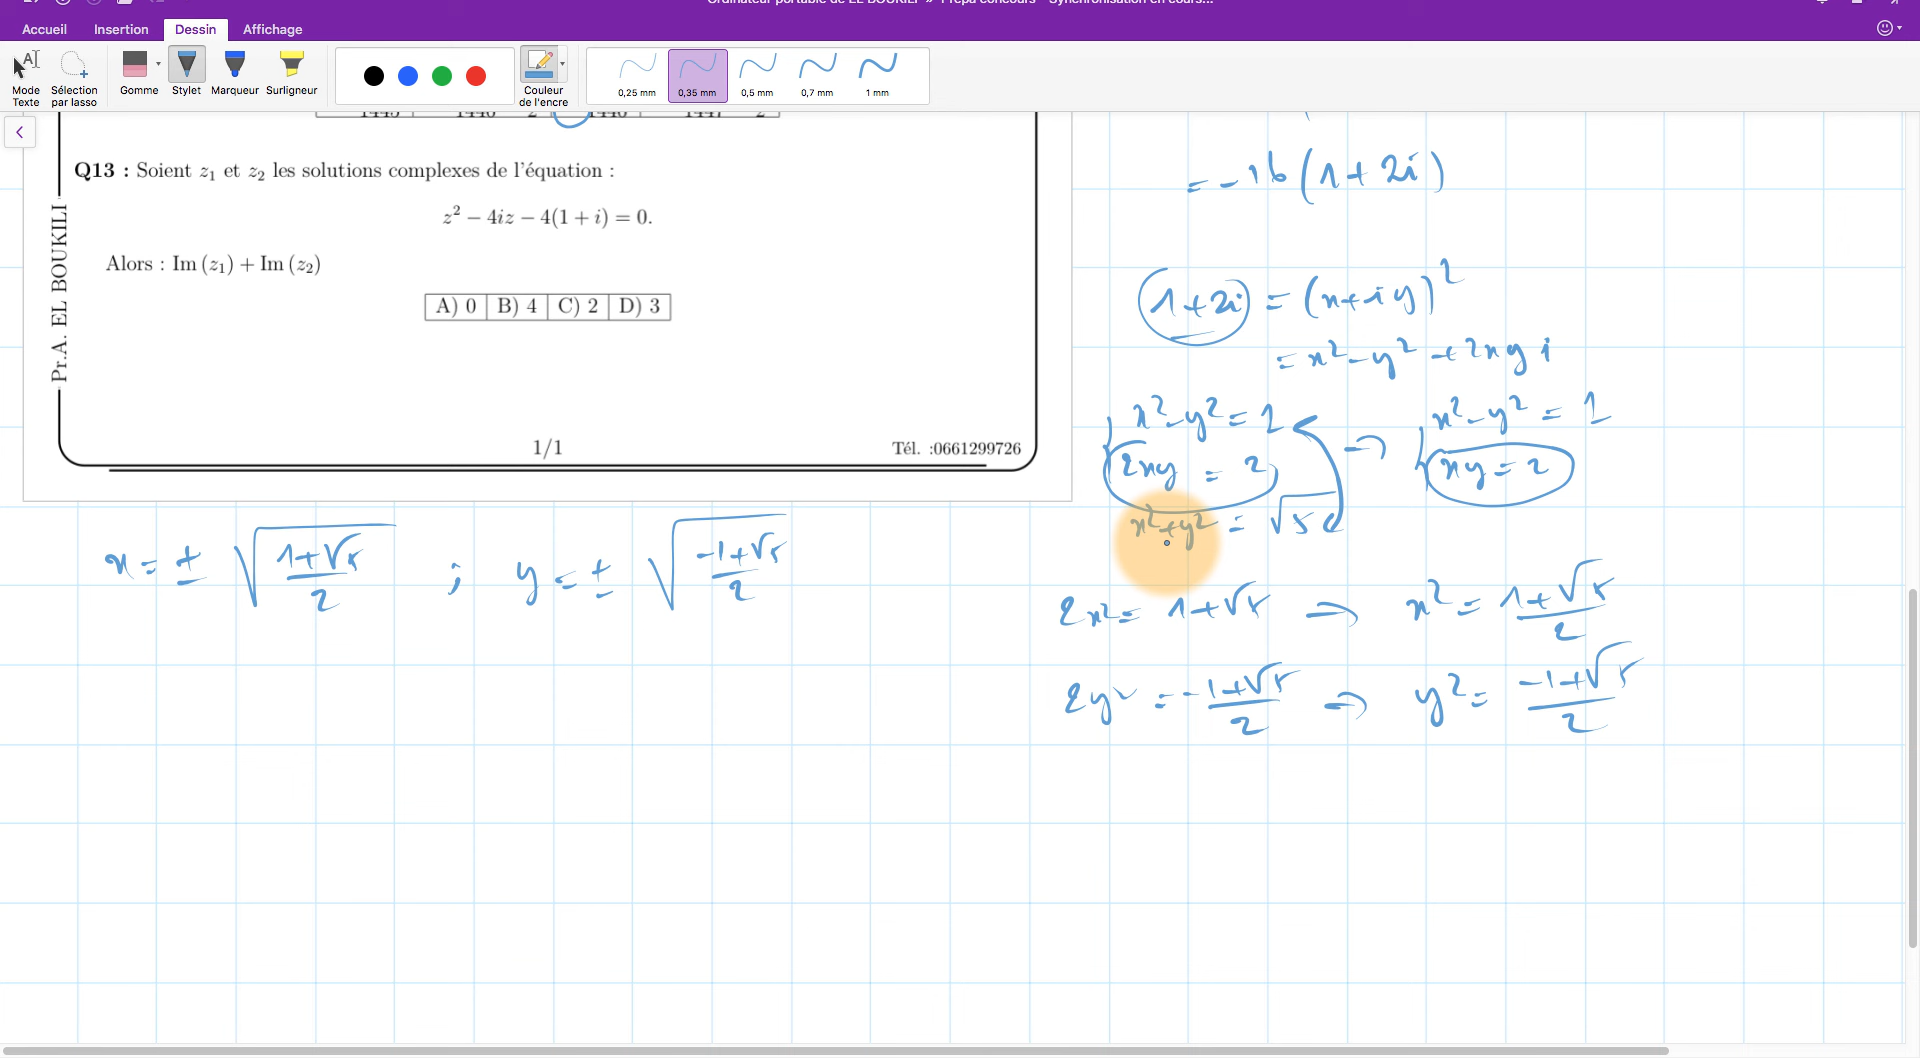 Accueil Insertion Dessin Affichage
Mode Texte
Sélection par lasso
Gomme
Stylet
Marqueur
Surligneur
Couleur de l'encre
0,25 mm
0,35 mm
0,5 mm
0,7 mm
1 mm
Pr.A. EL BOUKILI
Q13 : Soient z₁ et z₂ les solutions complexes de l'équation :
z² − 4iz − 4(1 + i) = 0.
Alors : Im (z₁) + Im (z₂)
A) 0 B) 4 C) 2 D) 3
1/1
Tél. :0661299726
= -16 (1 + 2i)
1+2i = (x+iy)²
= x² - y² + 2xy i
x² - y² = 1 ⇒ x² - y² = 1
2xy = 2 xy = 2
x² + y² = √5
x = ± √((1+√5)/2) ; y = ± √((-1+√5)/2)
2x² = 1+√5 ⇒ x² = (1+√5)/2
2y² = (-1+√5)/2 ⇒ y² = (-1+√5)/2